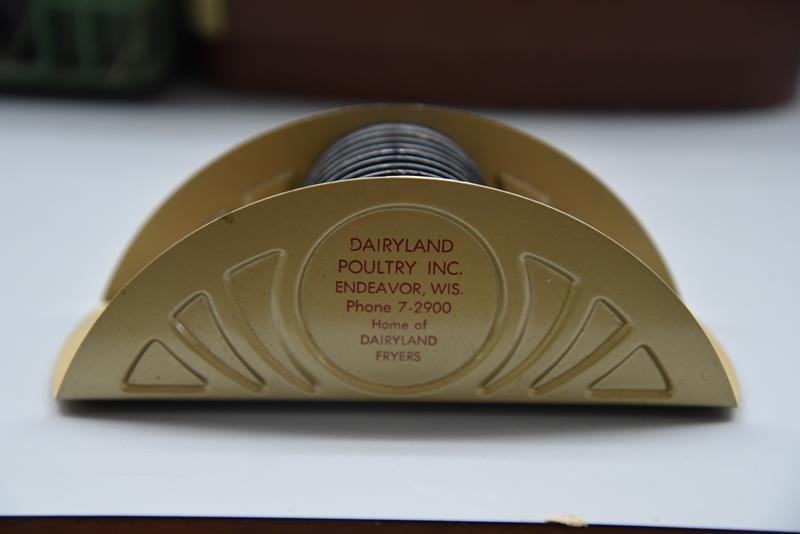 DAIRYLAND
POULTRY INC.
ENDEAVOR, WIS.
Phone 7-2900
Home of
DAIRYLAND
FRYERS